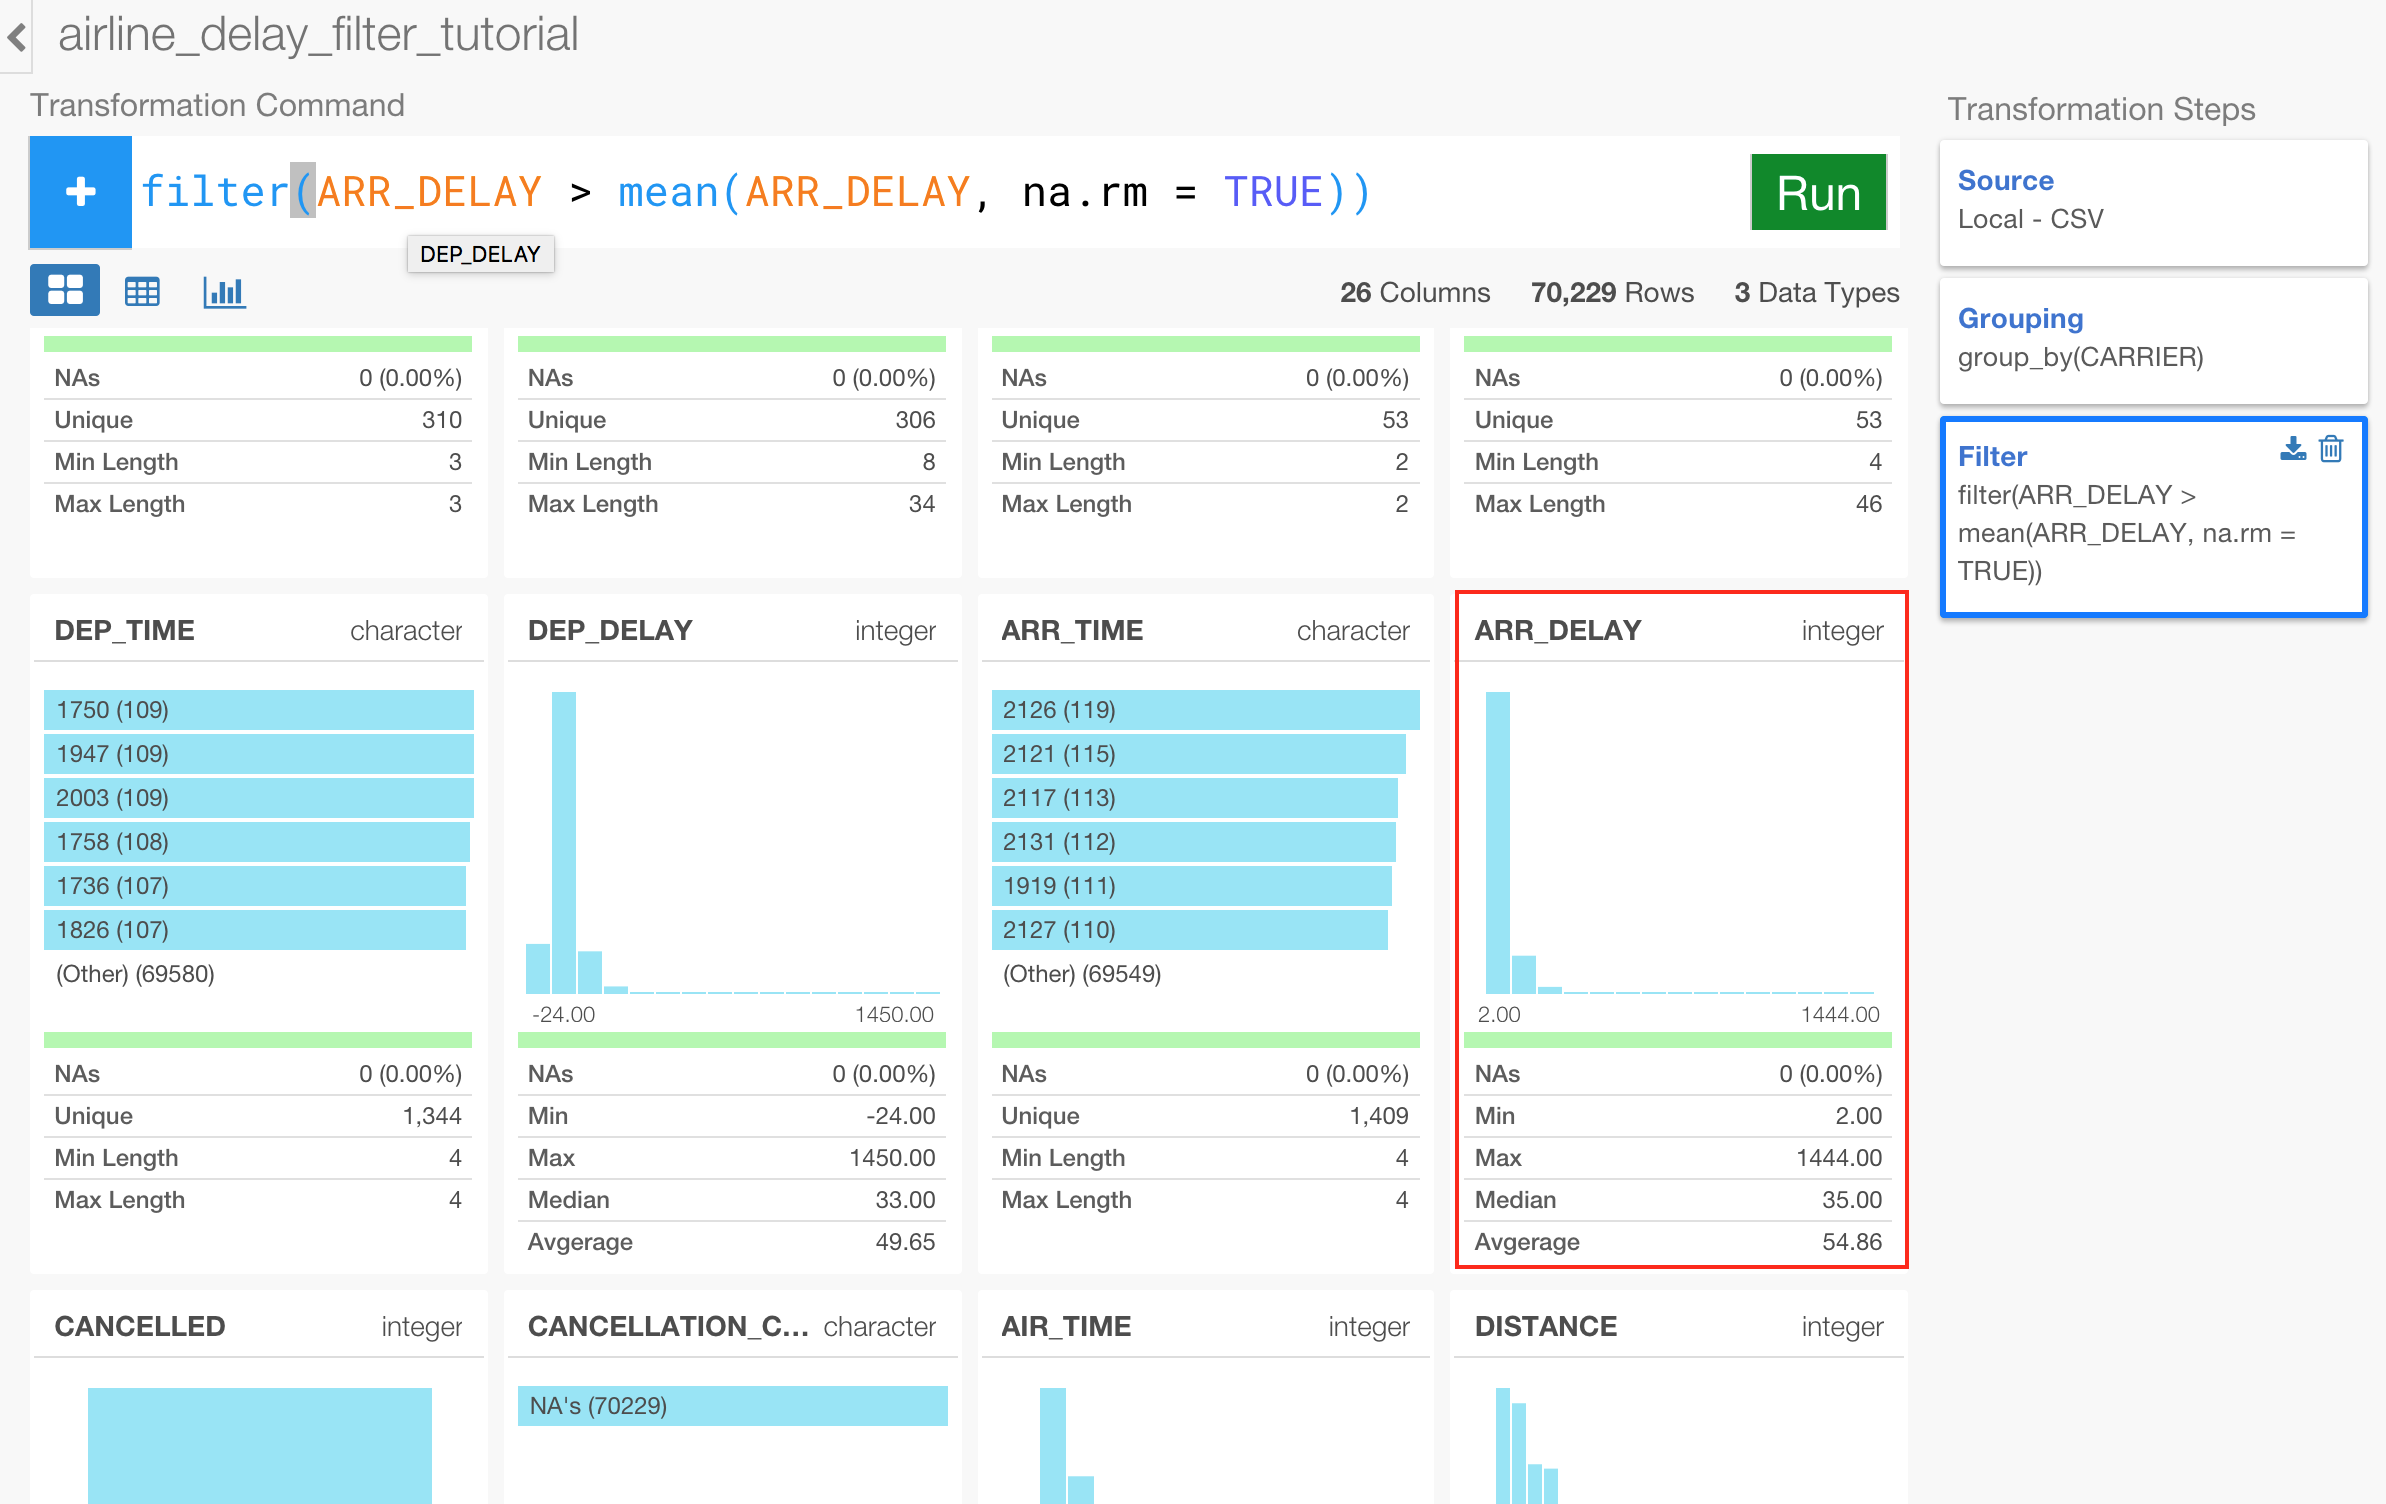 airline_delay_filter_tutorial
Transformation Command
filter(ARR_DELAY > mean(ARR_DELAY, na.rm = TRUE))
Run
DEP_DELAY
26 Columns 70,229 Rows 3 Data Types
NAs 0 (0.00%)
Unique 310
Min Length 3
Max Length 3
NAs 0 (0.00%)
Unique 306
Min Length 8
Max Length 34
NAs 0 (0.00%)
Unique 53
Min Length 2
Max Length 2
NAs 0 (0.00%)
Unique 53
Min Length 4
Max Length 46
DEP_TIME character
1750 (109)
1947 (109)
2003 (109)
1758 (108)
1736 (107)
1826 (107)
(Other) (69580)
NAs 0 (0.00%)
Unique 1,344
Min Length 4
Max Length 4
DEP_DELAY integer
-24.00 1450.00
NAs 0 (0.00%)
Min -24.00
Max 1450.00
Median 33.00
Avgerage 49.65
ARR_TIME character
2126 (119)
2121 (115)
2117 (113)
2131 (112)
1919 (111)
2127 (110)
(Other) (69549)
NAs 0 (0.00%)
Unique 1,409
Min Length 4
Max Length 4
ARR_DELAY integer
2.00 1444.00
NAs 0 (0.00%)
Min 2.00
Max 1444.00
Median 35.00
Avgerage 54.86
CANCELLED integer
CANCELLATION_C... character
NA's (70229)
AIR_TIME integer
DISTANCE integer
Transformation Steps
Source
Local - CSV
Grouping
group_by(CARRIER)
Filter
filter(ARR_DELAY >
mean(ARR_DELAY, na.rm =
TRUE))